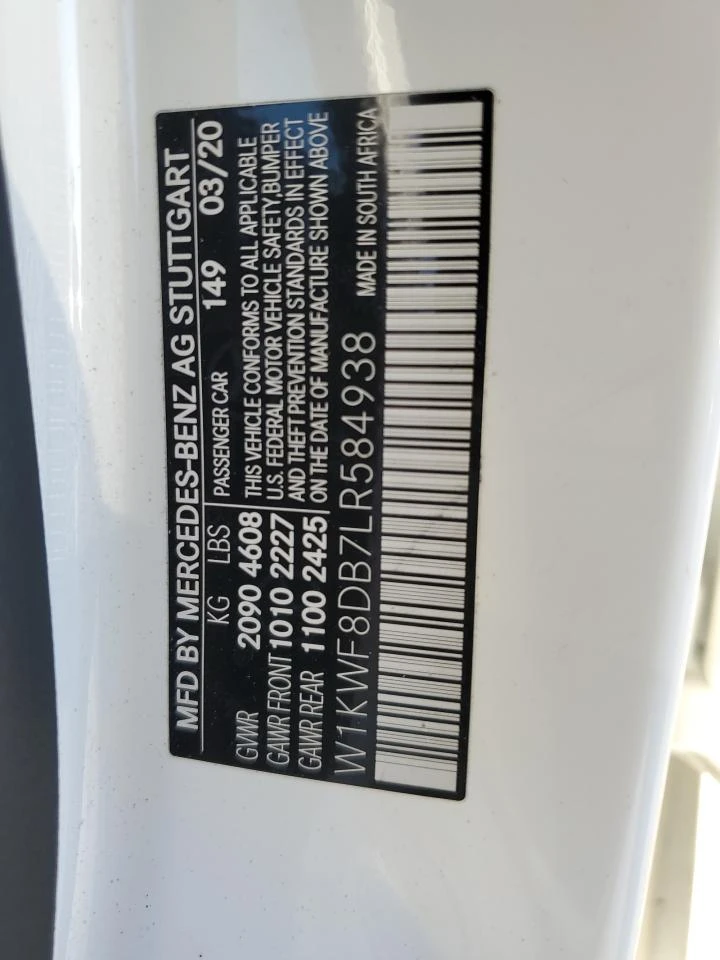 MFD BY MERCEDES-BENZ AG STUTTGART
KG LBS PASSENGER CAR 149 03/20
GVWR 2090 4608 THIS VEHICLE CONFORMS TO ALL APPLICABLE
GAWR FRONT 1010 2227 U.S. FEDERAL MOTOR VEHICLE SAFETY,BUMPER
GAWR REAR 1100 2425 AND THEFT PREVENTION STANDARDS IN EFFECT
ON THE DATE OF MANUFACTURE SHOWN ABOVE
W1KWF8DB7LR584938 MADE IN SOUTH AFRICA